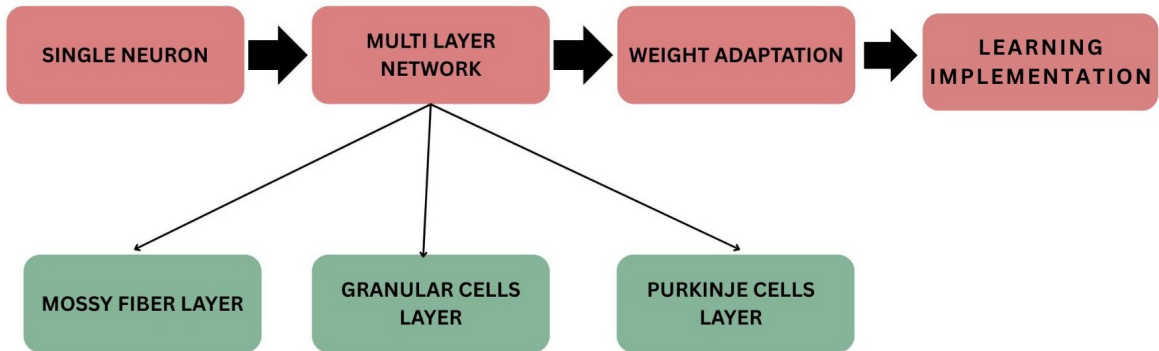 SINGLE NEURON
MULTI LAYER
NETWORK
WEIGHT ADAPTATION
LEARNING
IMPLEMENTATION
MOSSY FIBER LAYER
GRANULAR CELLS
LAYER
PURKINJE CELLS
LAYER